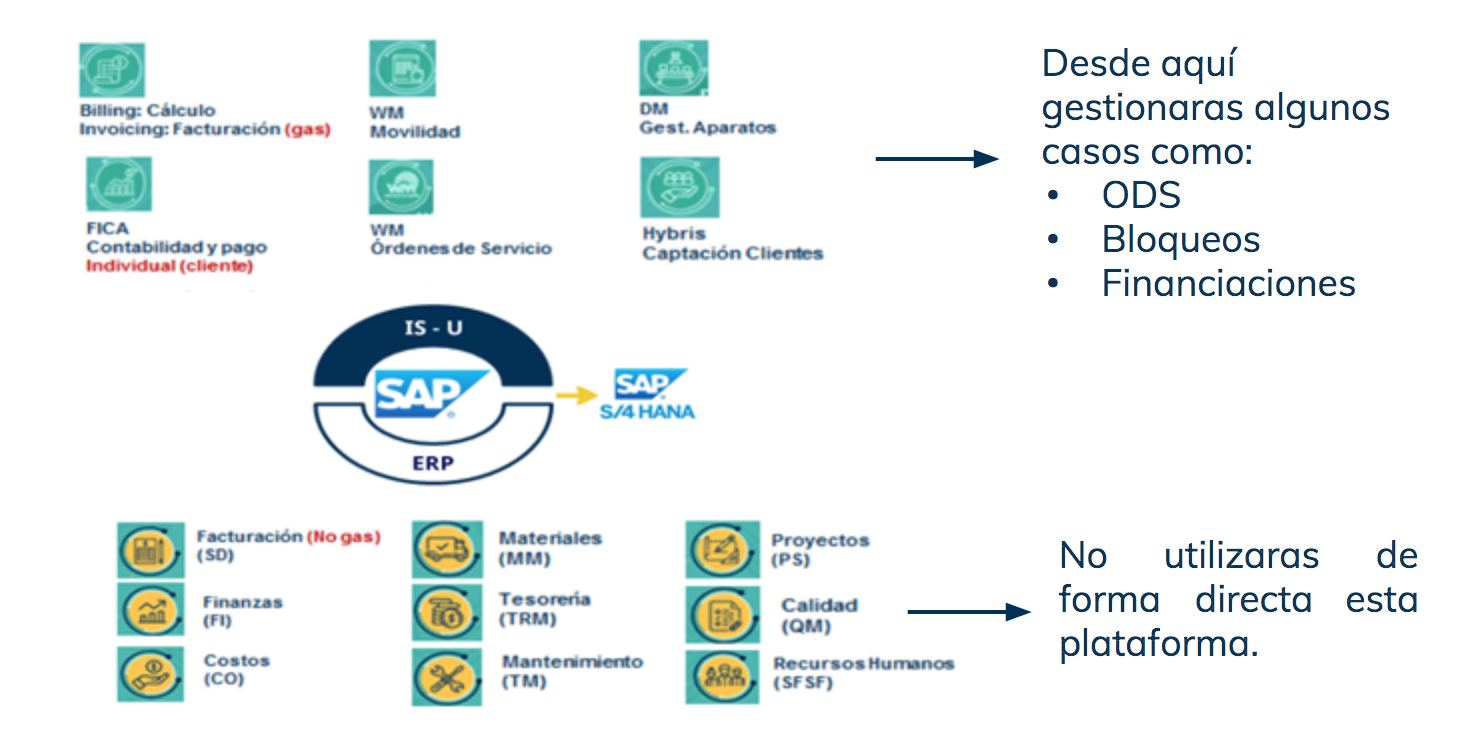 Billing: Cálculo
Invoicing: Facturación (gas)
WM
Movilidad
DM
Gest. Aparatos
FICA
Contabilidad y pago
Individual (cliente)
WM
Órdenes de Servicio
Hybris
Captación Clientes
Desde aquí
gestionaras algunos
casos como:
• ODS
• Bloqueos
• Financiaciones
IS - U
SAP
ERP
SAP
S/4 HANA
Facturación (No gas)
(SD)
Materiales
(MM)
Proyectos
(PS)
Finanzas
(FI)
Tesorería
(TRM)
Calidad
(QM)
Costos
(CO)
Mantenimiento
(TM)
Recursos Humanos
(SFSF)
No utilizaras de
forma directa esta
plataforma.